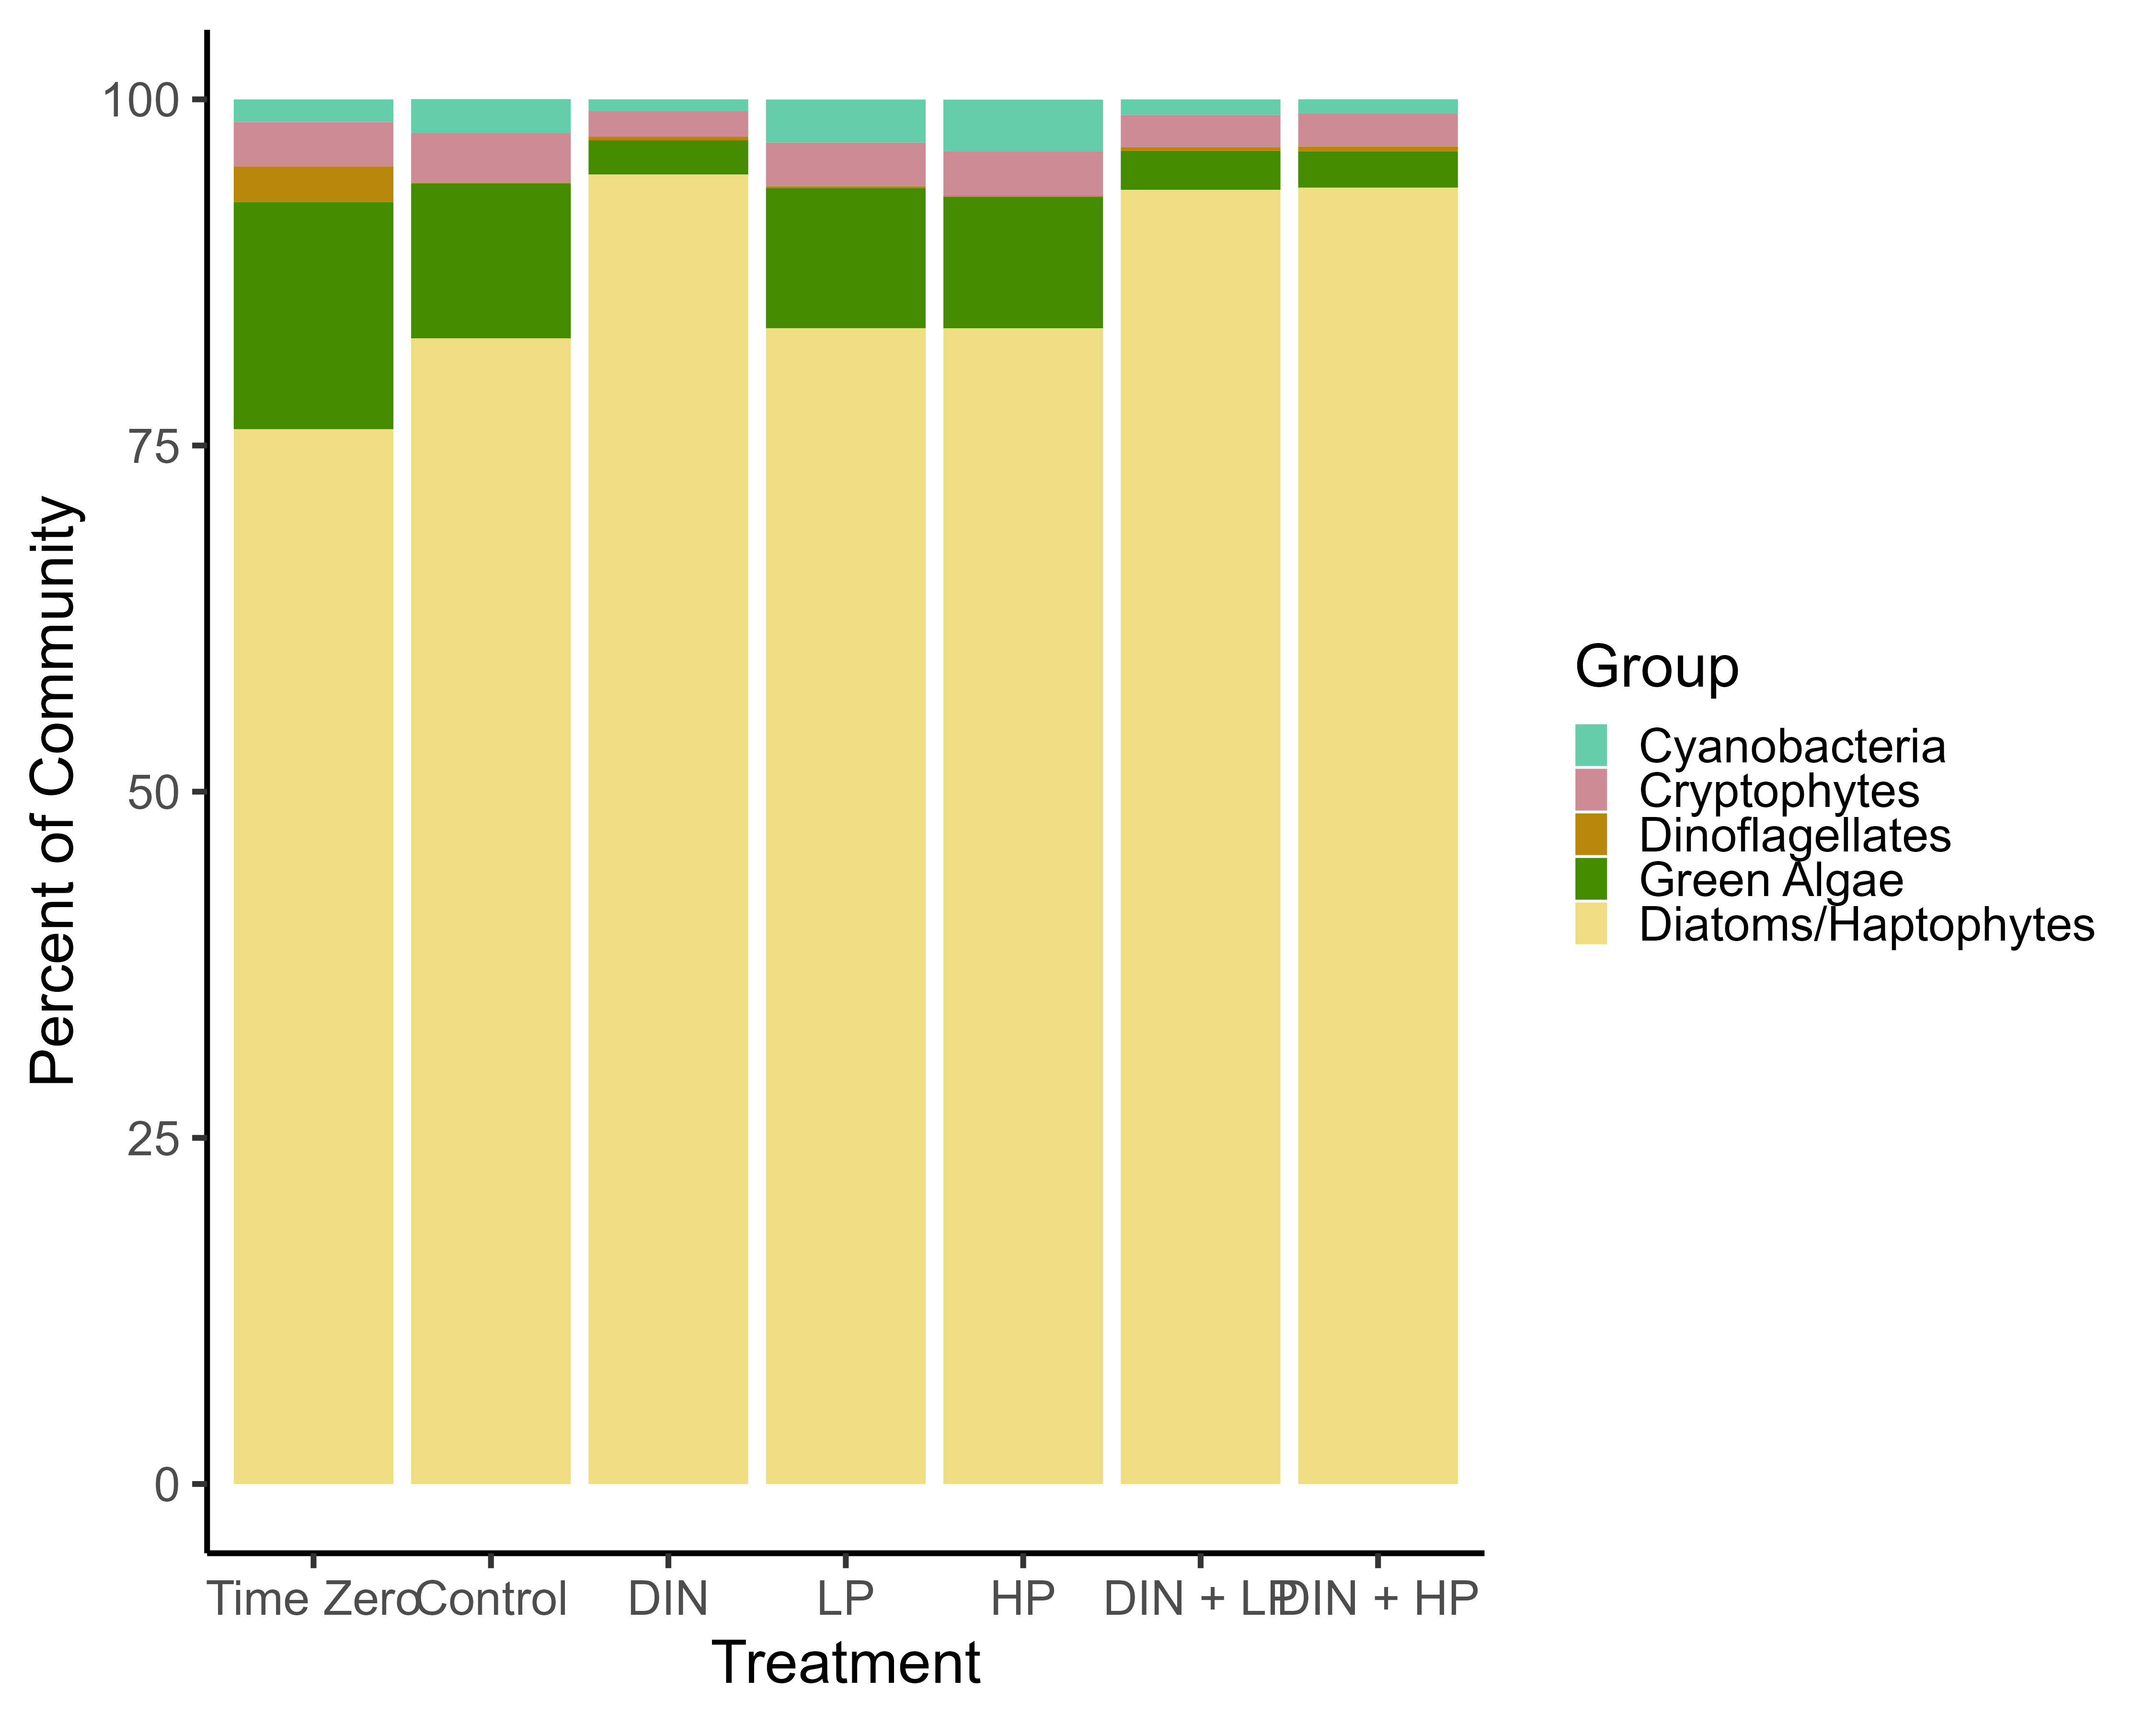 Percent of Community
100
75
50
25
0
Time Zero
Control
DIN
LP
HP
DIN + LP
DIN + HP
Treatment
Group
Cyanobacteria
Cryptophytes
Dinoflagellates
Green Algae
Diatoms/Haptophytes